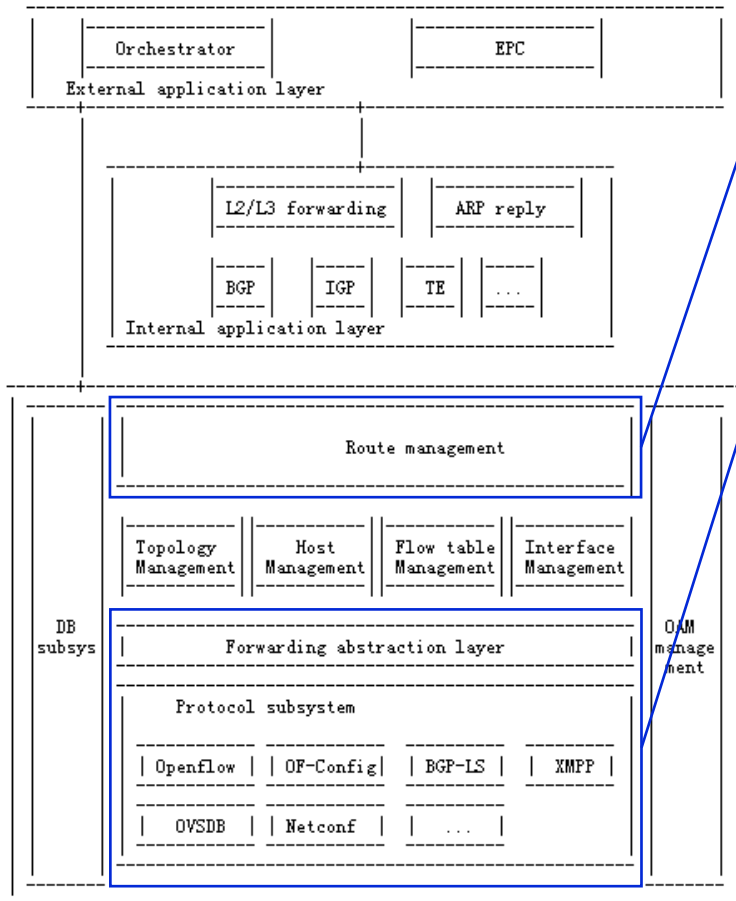 Orchestrator EPC
External application layer
L2/L3 forwarding ARP reply
BGP IGP TE ...
Internal application layer
Route management
Topology Host Flow table Interface
Management Management Management Management
DB OAM
subsys Forwarding abstraction layer manage
ment
Protocol subsystem
Openflow OF-Config BGP-LS XMPP
OVSDB Netconf ...